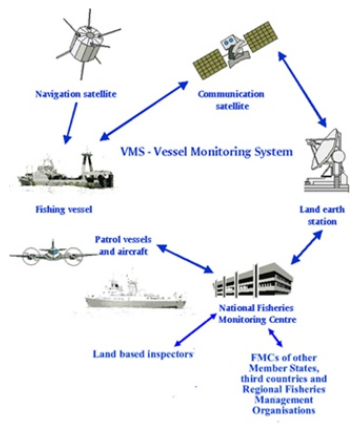 Navigation satellite
Communication
satellite
VMS - Vessel Monitoring System
Fishing vessel
Land earth
station
Patrol vessels
and aircraft
National Fisheries
Monitoring Centre
Land based inspectors
FMCs of other
Member States,
third countries and
Regional Fisheries
Management
Organisations